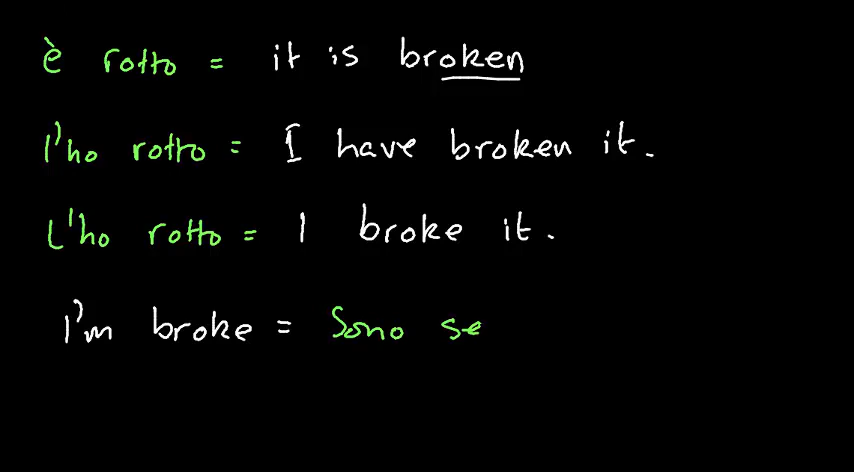 è rotto = it is broken
l'ho rotto = I have broken it.
L'ho rotto = I broke it.
I'm broke = Sono se